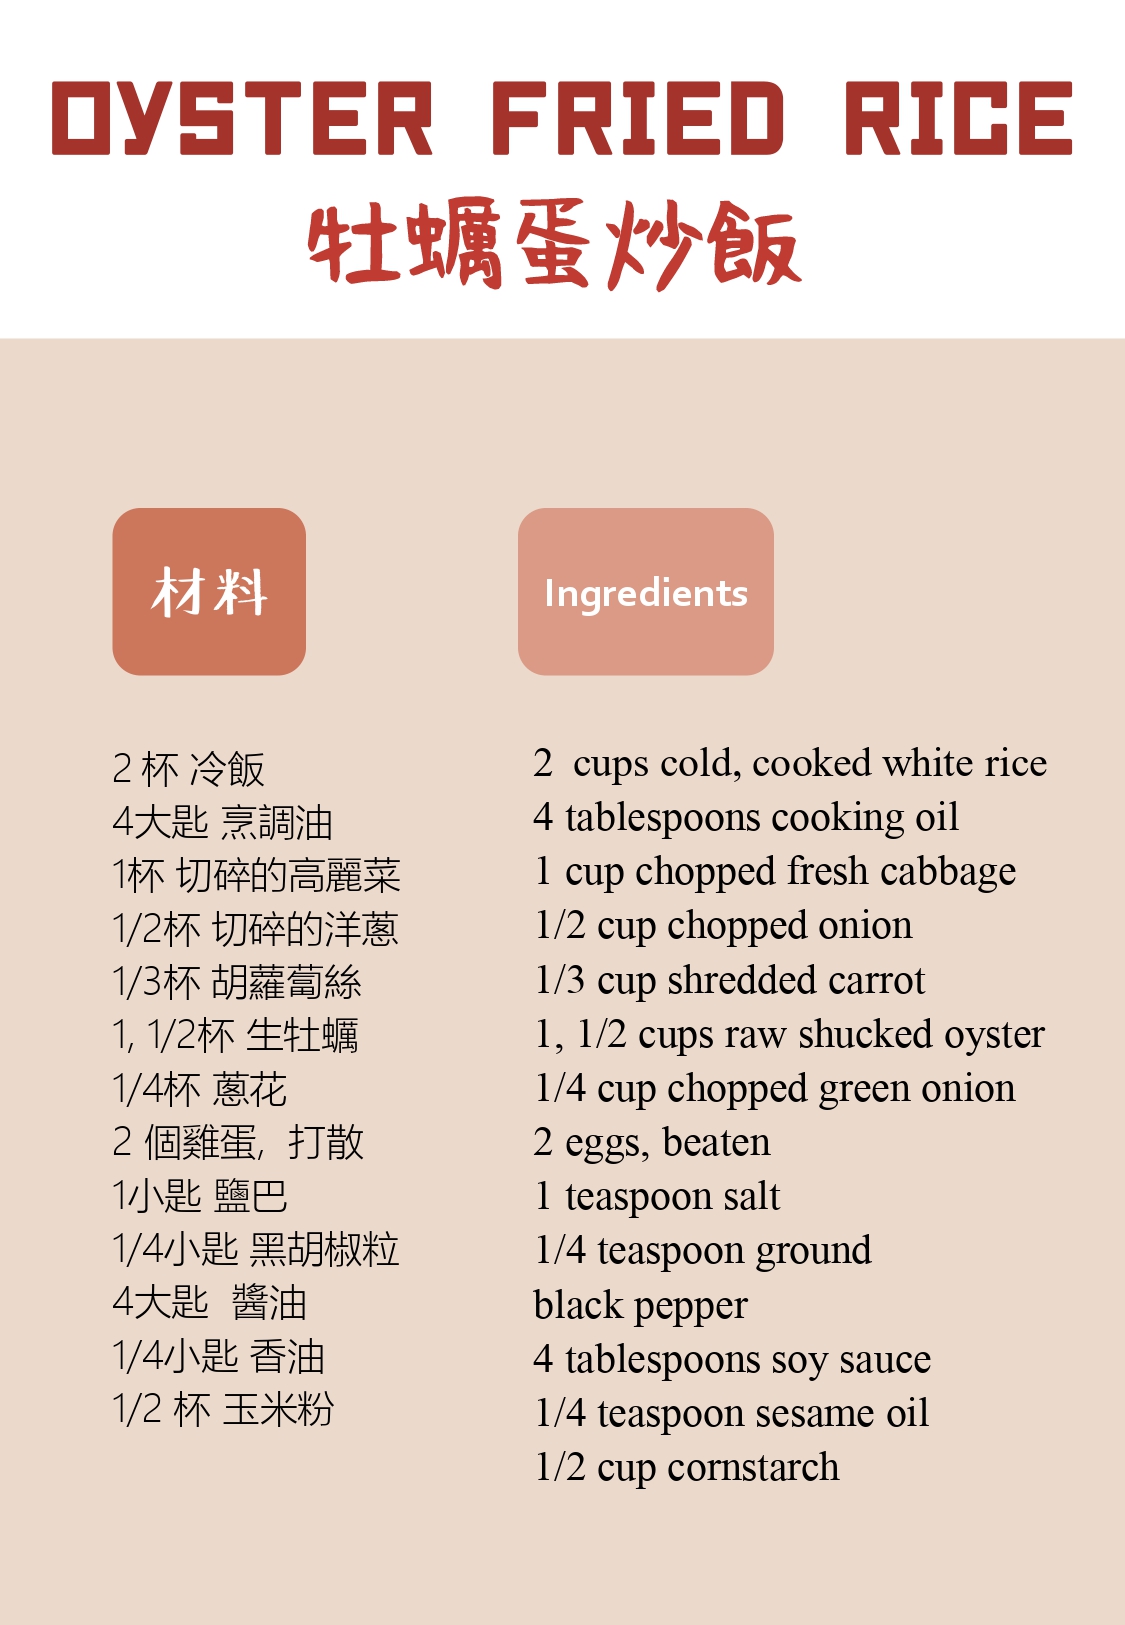 OYSTER FRIED RICE
牡蠣蛋炒飯
材料
2 杯 冷飯
4大匙 烹調油
1杯 切碎的高麗菜
1/2杯 切碎的洋蔥
1/3杯 胡蘿蔔絲
1, 1/2杯 生牡蠣
1/4杯 蔥花
2 個雞蛋, 打散
1小匙 鹽巴
1/4小匙 黑胡椒粒
4大匙 醬油
1/4小匙 香油
1/2 杯 玉米粉
Ingredients
2 cups cold, cooked white rice
4 tablespoons cooking oil
1 cup chopped fresh cabbage
1/2 cup chopped onion
1/3 cup shredded carrot
1, 1/2 cups raw shucked oyster
1/4 cup chopped green onion
2 eggs, beaten
1 teaspoon salt
1/4 teaspoon ground
black pepper
4 tablespoons soy sauce
1/4 teaspoon sesame oil
1/2 cup cornstarch